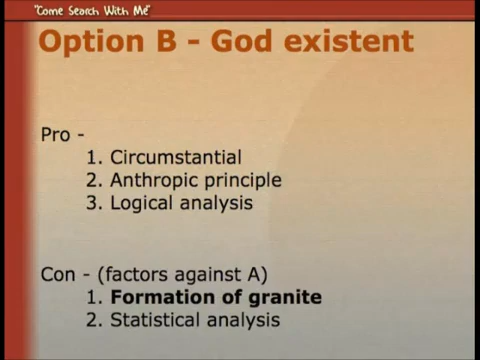 "Come Search With Me"
Option B - God existent
Pro -
1. Circumstantial
2. Anthropic principle
3. Logical analysis
Con - (factors against A)
1. Formation of granite
2. Statistical analysis